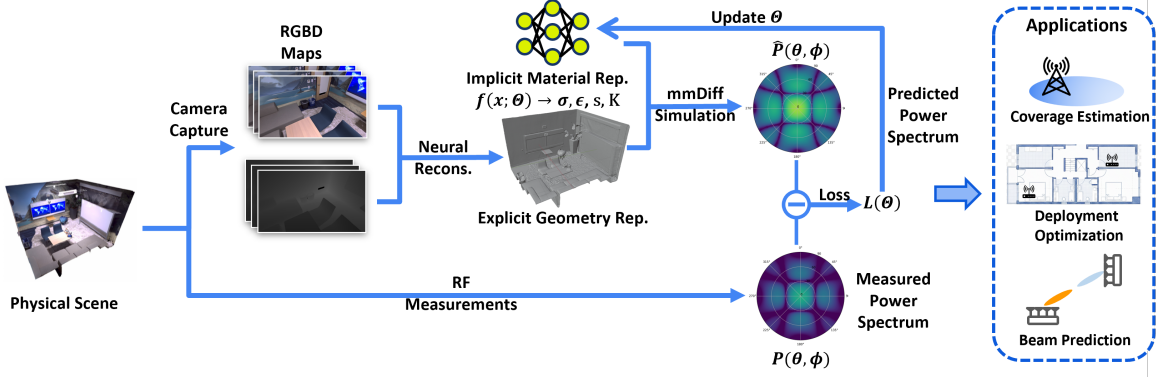 Physical Scene
Camera
Capture
RGBD
Maps
RF
Measurements
Neural
Recons.
Implicit Material Rep.
f(x; Θ) → σ, ϵ, s, K
Explicit Geometry Rep.
mmDiff
Simulation
Update Θ
P̂(θ, ϕ)
Predicted
Power
Spectrum
Loss
L(Θ)
Measured
Power
Spectrum
P(θ, ϕ)
Applications
Coverage Estimation
Deployment
Optimization
Beam Prediction